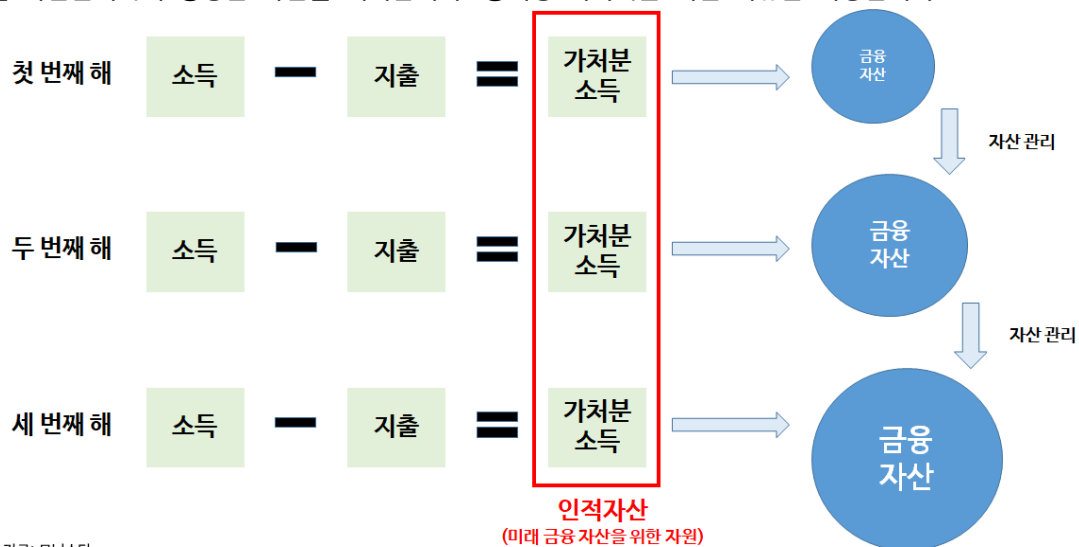 첫 번째 해
소득
지출
가처분
소득
금융
자산
자산 관리
두 번째 해
소득
지출
가처분
소득
금융
자산
자산 관리
세 번째 해
소득
지출
가처분
소득
금융
자산
인적자산
(미래 금융 자산을 위한 자원)